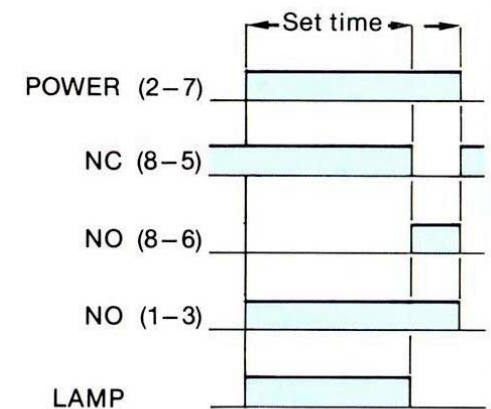 Set time
POWER (2–7)
NC (8–5)
NO (8–6)
NO (1–3)
LAMP